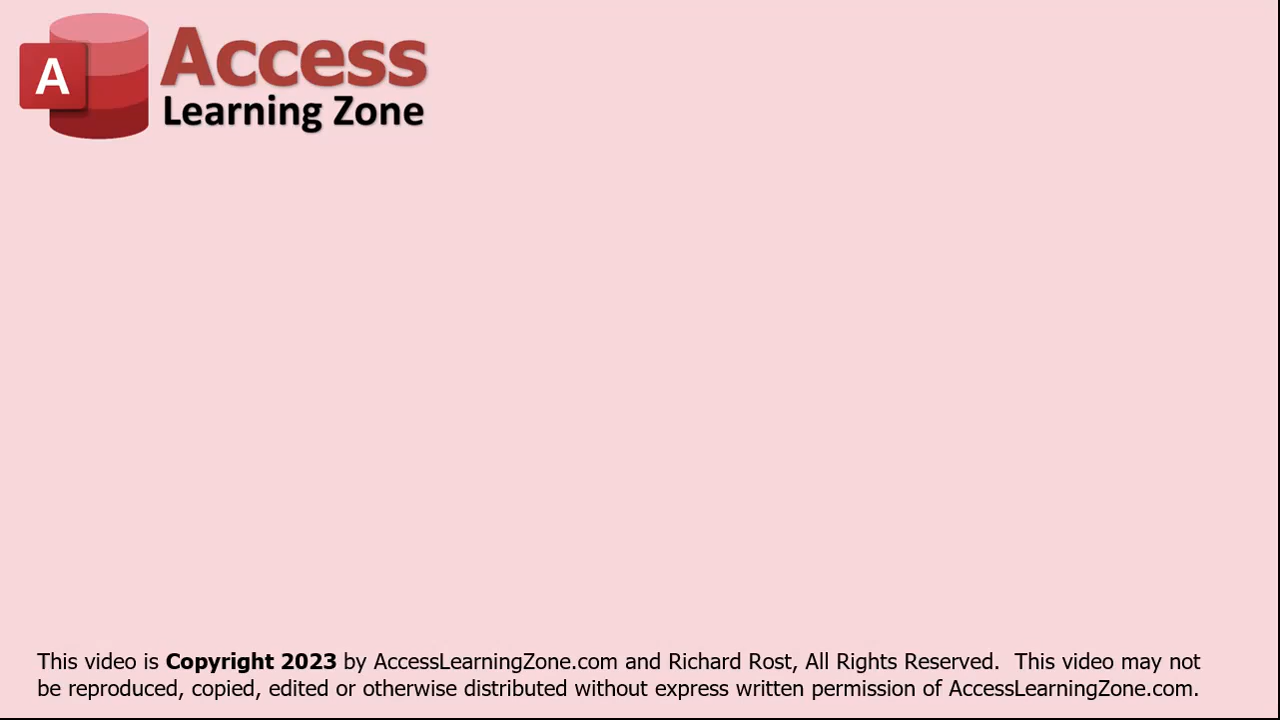 A
Access
Learning Zone
This video is Copyright 2023 by AccessLearningZone.com and Richard Rost, All Rights Reserved.  This video may not
be reproduced, copied, edited or otherwise distributed without express written permission of AccessLearningZone.com.